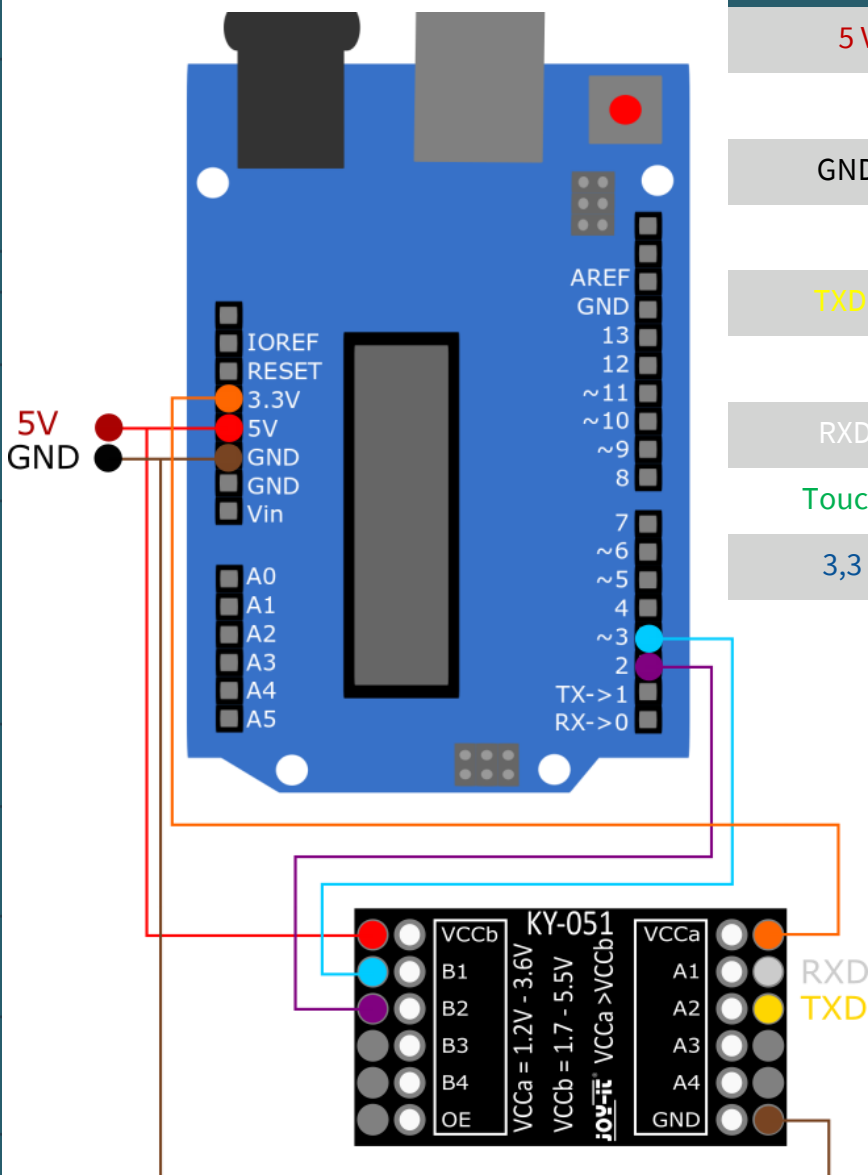 5
GND
TXD
RXD
Touc
3,3
5V
GND
IOREF
RESET
3.3V
5V
GND
GND
Vin
A0
A1
A2
A3
A4
A5
AREF
GND
13
12
~11
~10
~9
8
7
~6
~5
4
~3
2
TX->1
RX->0
KY-051
VCCb
B1
B2
B3
B4
OE
VCCa = 1.2V - 3.6V
VCCb = 1.7 - 5.5V
VCCa >VCCb
joy-it®
VCCa
A1
A2
A3
A4
GND
RXD
TXD